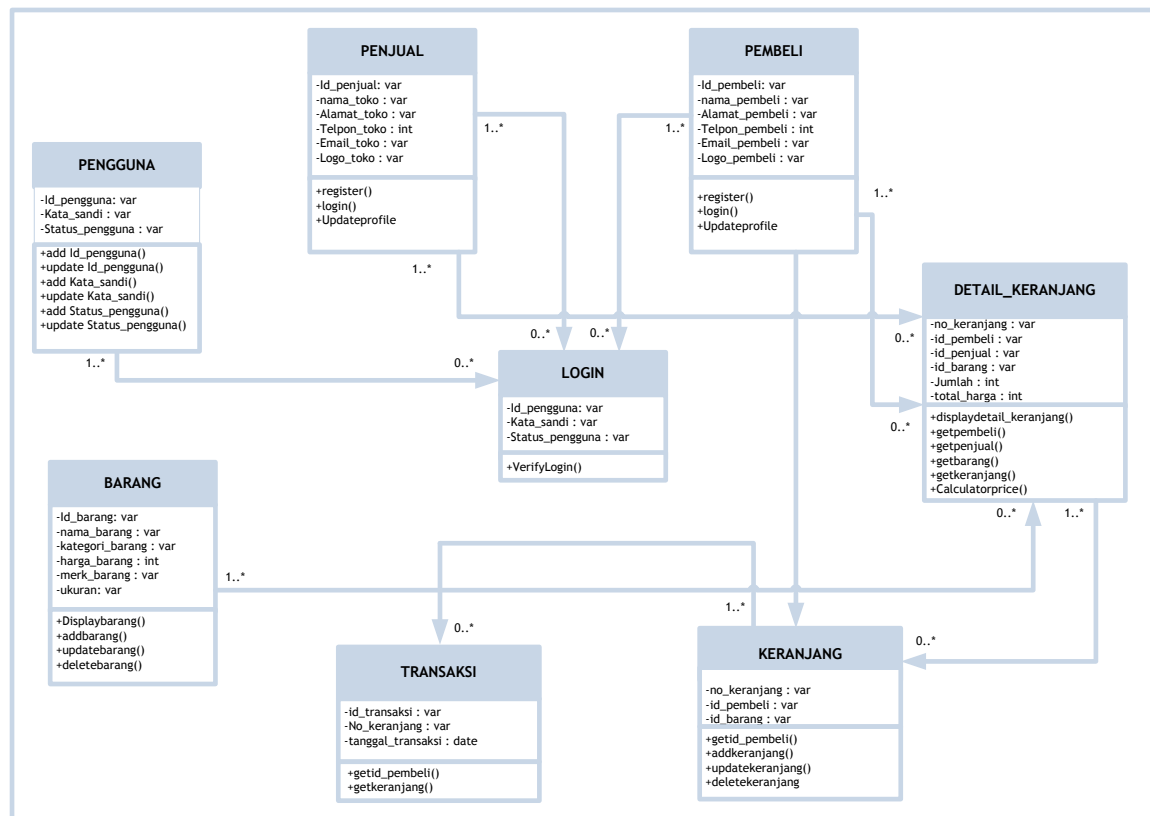 PENJUAL
-Id_penjual: var
-nama_toko : var
-Alamat_toko : var
-Telpon_toko : int
-Email_toko : var
-Logo_toko : var
+register()
+login()
+Updateprofile
1..*
1..*
PEMBELI
-Id_pembeli: var
-nama_pembeli : var
-Alamat_pembeli : var
-Telpon_pembeli : int
-Email_pembeli : var
-Logo_pembeli : var
+register()
+login()
+Updateprofile
1..*
1..*
PENGGUNA
-Id_pengguna: var
-Kata_sandi : var
-Status_pengguna : var
+add Id_pengguna()
+update Id_pengguna()
+add Kata_sandi()
+update Kata_sandi()
+add Status_pengguna()
+update Status_pengguna()
1..*
0..*
0..*
0..*
LOGIN
-Id_pengguna: var
-Kata_sandi : var
-Status_pengguna : var
+VerifyLogin()
DETAIL_KERANJANG
-no_keranjang : var
-id_pembeli : var
-id_penjual : var
-id_barang : var
-Jumlah : int
-total_harga : int
+displaydetail_keranjang()
+getpembeli()
+getpenjual()
+getbarang()
+getkeranjang()
+Calculatorprice()
0..*
0..*
0..*
1..*
BARANG
-Id_barang: var
-nama_barang : var
-kategori_barang : var
-harga_barang : int
-merk_barang : var
-ukuran: var
+Displaybarang()
+addbarang()
+updatebarang()
+deletebarang()
1..*
0..*
TRANSAKSI
-id_transaksi : var
-No_keranjang : var
-tanggal_transaksi : date
+getid_pembeli()
+getkeranjang()
1..*
0..*
KERANJANG
-no_keranjang : var
-id_pembeli : var
-id_barang : var
+getid_pembeli()
+addkeranjang()
+updatekeranjang()
+deletekeranjang